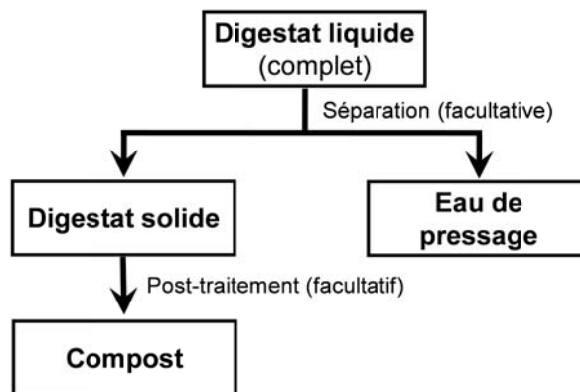 Digestat liquide
(complet)
Séparation (facultative)
Digestat solide
Eau de
pressage
Post-traitement (facultatif)
Compost